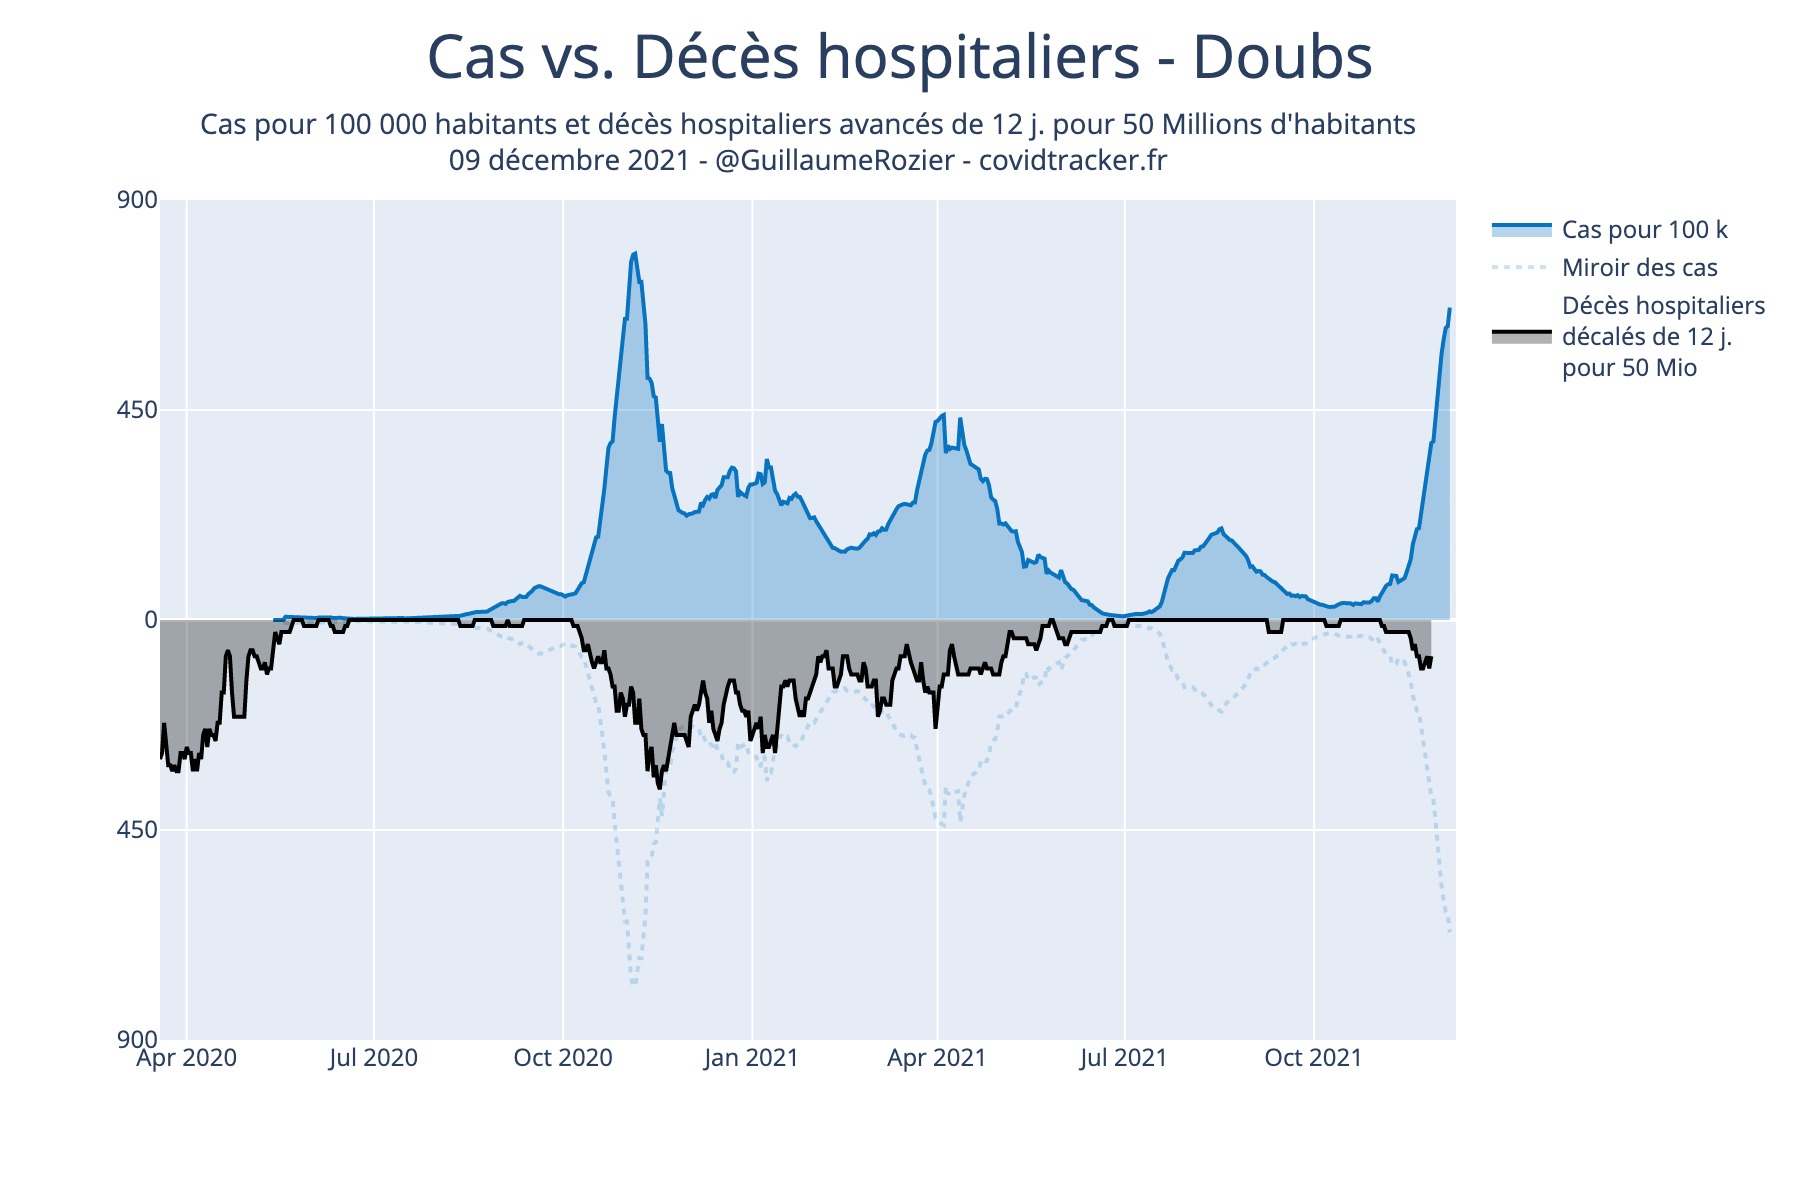 Cas vs. Décès hospitaliers - Doubs
Cas pour 100 000 habitants et décès hospitaliers avancés de 12 j. pour 50 Millions d'habitants
09 décembre 2021 - @GuillaumeRozier - covidtracker.fr
900
450
0
450
900
Apr 2020
Jul 2020
Oct 2020
Jan 2021
Apr 2021
Jul 2021
Oct 2021
Cas pour 100 k
Miroir des cas
Décès hospitaliers
décalés de 12 j.
pour 50 Mio